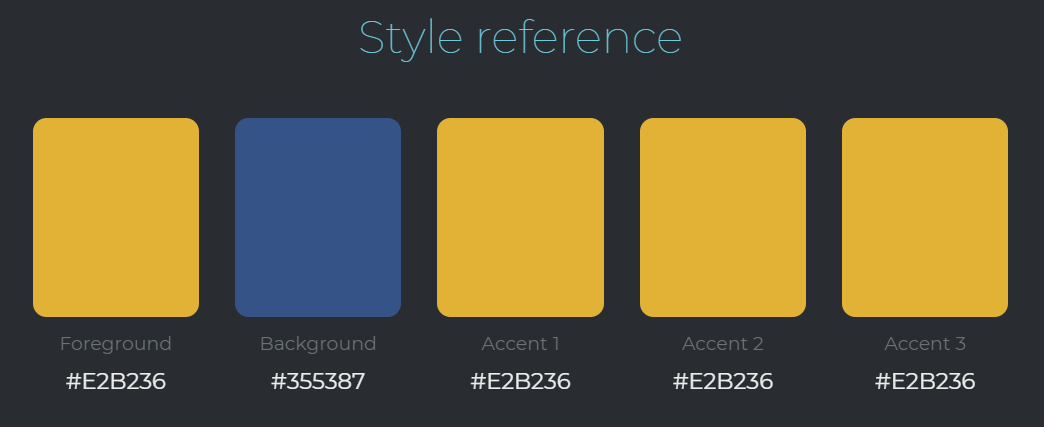 Style reference
Foreground Background Accent 1 Accent 2 Accent 3
#E2B236 #355387 #E2B236 #E2B236 #E2B236